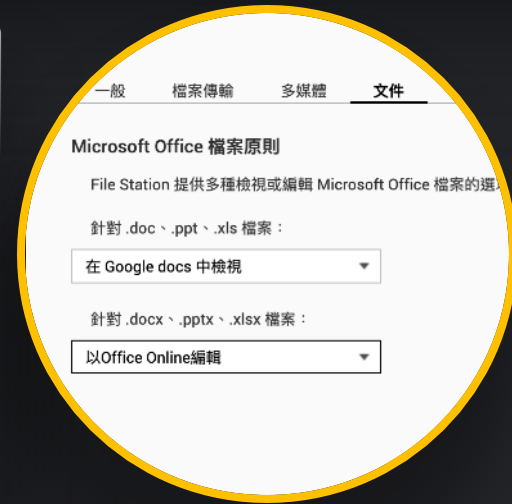 一般 檔案傳輸 多媒體 文件
Microsoft Office 檔案原則
File Station 提供多種檢視或編輯 Microsoft Office 檔案的選
針對 .doc、.ppt、.xls 檔案：
在 Google docs 中檢視
針對 .docx、.pptx、.xlsx 檔案：
以Office Online編輯